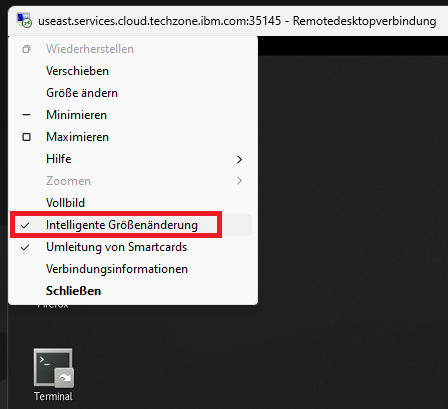 useast.services.cloud.techzone.ibm.com:35145 - Remotedesktopverbindung
Wiederherstellen
Verschieben
Größe ändern
Minimieren
Maximieren
Hilfe
Zoomen
Vollbild
Intelligente Größenänderung
Umleitung von Smartcards
Verbindungsinformationen
Schließen
Firefox
Terminal